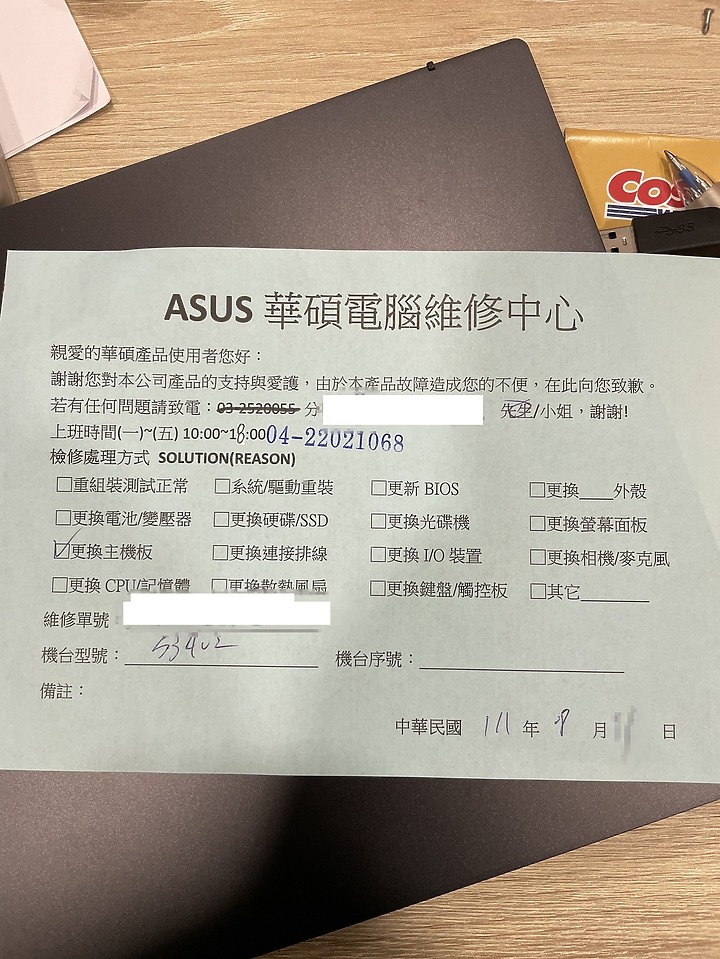 COS
ASUS 華碩電腦維修中心
親愛的華碩產品使用者您好：
謝謝您對本公司產品的支持與愛護，由於本產品故障造成您的不便，在此向您致歉。
若有任何問題請致電：03-2520055 分 先生/小姐，謝謝!
上班時間(一)~(五) 10:00~18:00 04-22021068
檢修處理方式 SOLUTION(REASON)
☐重組裝測試正常 ☐系統/驅動重裝 ☐更新 BIOS ☐更換____外殼
☐更換電池/變壓器 ☐更換硬碟/SSD ☐更換光碟機 ☐更換螢幕面板
☑更換主機板 ☐更換連接排線 ☐更換 I/O 裝置 ☐更換相機/麥克風
☐更換 CPU/記憶體 ☐更換散熱風扇 ☐更換鍵盤/觸控板 ☐其它________
維修單號
機台型號：S3402 機台序號：
備註：
中華民國 111 年 月 日